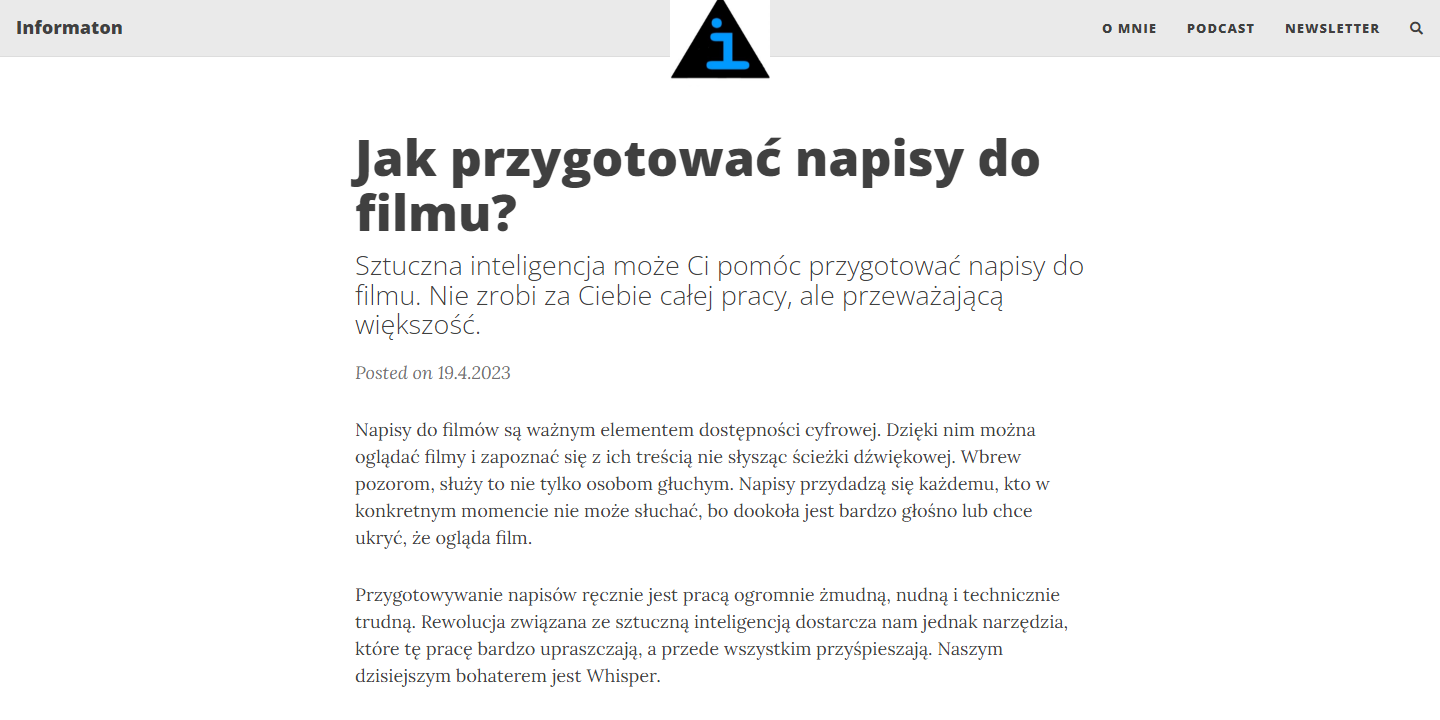 Informaton
i
O MNIE PODCAST NEWSLETTER
Jak przygotować napisy do
filmu?
Sztuczna inteligencja może Ci pomóc przygotować napisy do
filmu. Nie zrobi za Ciebie całej pracy, ale przeważającą
większość.
Posted on 19.4.2023
Napisy do filmów są ważnym elementem dostępności cyfrowej. Dzięki nim można
oglądać filmy i zapoznać się z ich treścią nie słysząc ścieżki dźwiękowej. Wbrew
pozorom, służy to nie tylko osobom głuchym. Napisy przydadzą się każdemu, kto w
konkretnym momencie nie może słuchać, bo dookoła jest bardzo głośno lub chce
ukryć, że ogląda film.
Przygotowywanie napisów ręcznie jest pracą ogromnie żmudną, nudną i technicznie
trudną. Rewolucja związana ze sztuczną inteligencją dostarcza nam jednak narzędzia,
które tę pracę bardzo upraszczają, a przede wszystkim przyśpieszają. Naszym
dzisiejszym bohaterem jest Whisper.